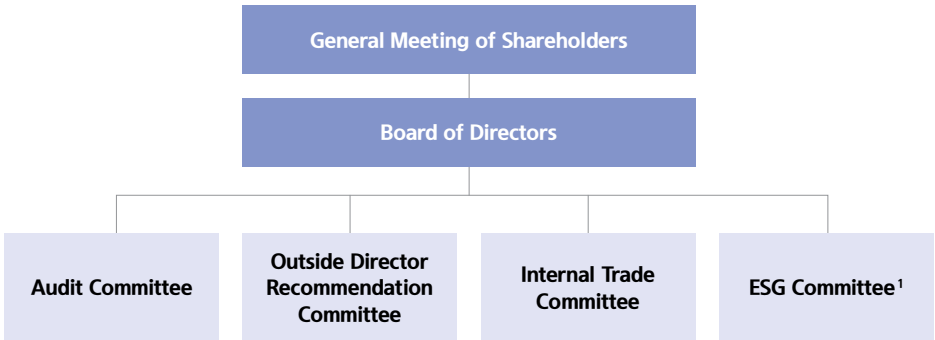 General Meeting of Shareholders
Board of Directors
Audit Committee
Outside Director
Recommendation
Committee
Internal Trade
Committee
ESG Committee¹